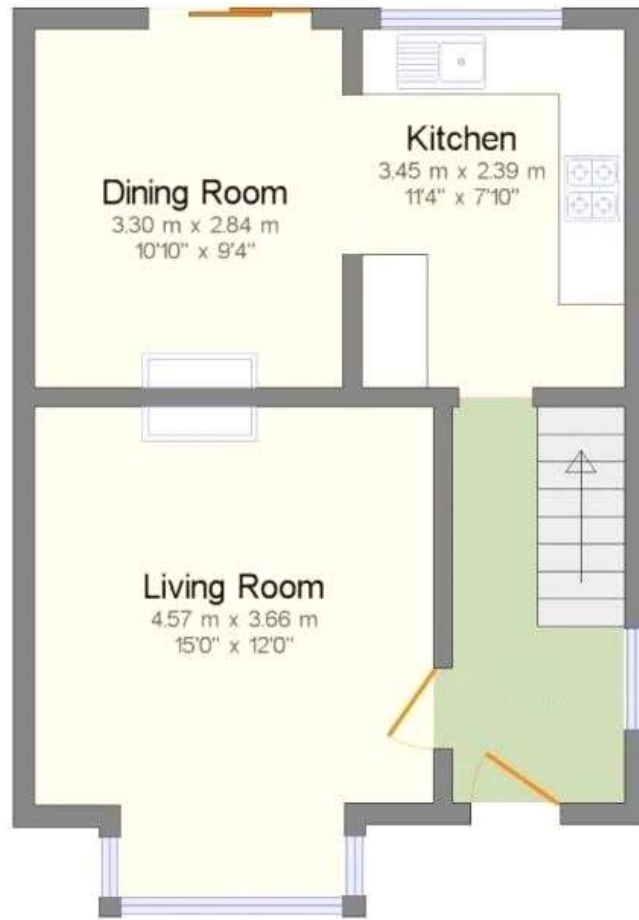 Kitchen
3.45 m x 2.39 m
11'4" x 7'10"
Dining Room
3.30 m x 2.84 m
10'10" x 9'4"
Living Room
4.57 m x 3.66 m
15'0" x 12'0"